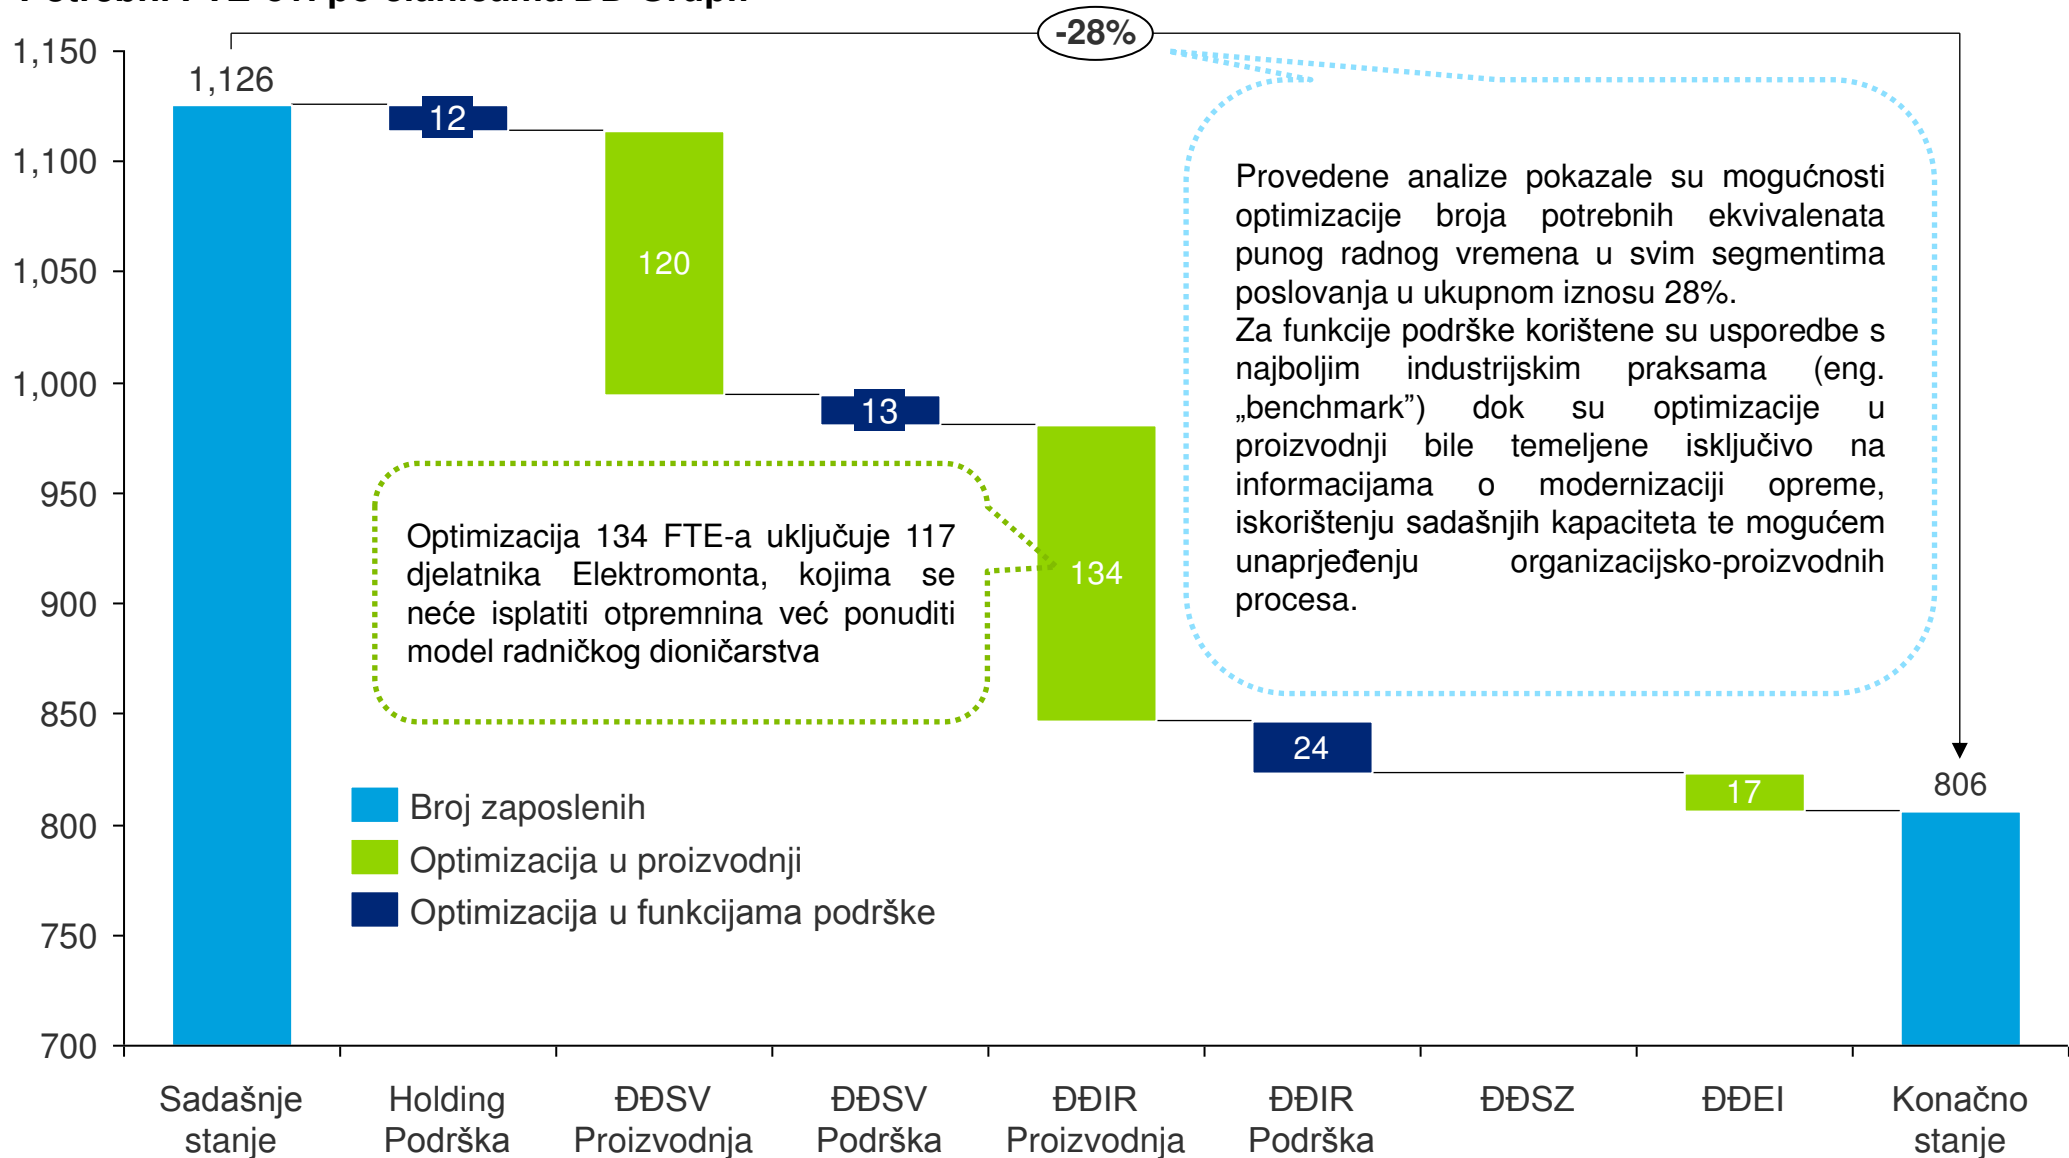 -28%
1,150
1,100
1,050
1,000
950
900
850
800
750
700
1,126
12
120
13
134
24
17
806
Provedene analize pokazale su mogućnosti
optimizacije broja potrebnih ekvivalenata
punog radnog vremena u svim segmentima
poslovanja u ukupnom iznosu 28%.
Za funkcije podrške korištene su usporedbe s
najboljim industrijskim praksama (eng.
„benchmark”) dok su optimizacije u
proizvodnji bile temeljene isključivo na
informacijama o modernizaciji opreme,
iskorištenju sadašnjih kapaciteta te mogućem
unaprjeđenju organizacijsko-proizvodnih
procesa.
Optimizacija 134 FTE-a uključuje 117
djelatnika Elektromonta, kojima se
neće isplatiti otpremnina već ponuditi
model radničkog dioničarstva
Broj zaposlenih
Optimizacija u proizvodnji
Optimizacija u funkcijama podrške
Sadašnje
stanje
Holding
Podrška
ĐĐSV
Proizvodnja
ĐĐSV
Podrška
ĐĐIR
Proizvodnja
ĐĐIR
Podrška
ĐĐSZ
ĐĐEI
Konačno
stanje